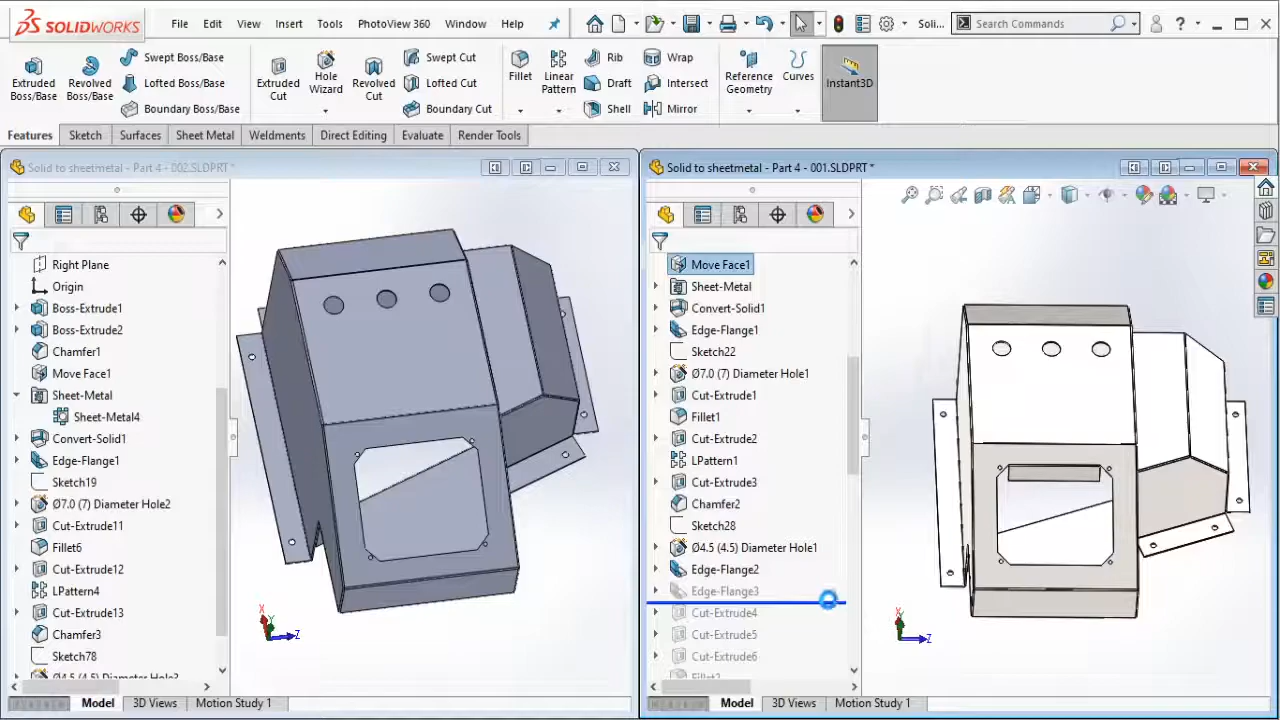 SOLIDWORKS
File Edit View Insert Tools PhotoView 360 Window Help
Soli...
Search Commands
?
Extruded Boss/Base
Revolved Boss/Base
Swept Boss/Base
Lofted Boss/Base
Boundary Boss/Base
Extruded Cut
Hole Wizard
Revolved Cut
Swept Cut
Lofted Cut
Boundary Cut
Fillet
Linear Pattern
Rib
Draft
Shell
Wrap
Intersect
Mirror
Reference Geometry
Curves
Instant3D
Features Sketch Surfaces Sheet Metal Weldments Direct Editing Evaluate Render Tools
Solid to sheetmetal - Part 4 - 002.SLDPRT *
Right Plane
Origin
Boss-Extrude1
Boss-Extrude2
Chamfer1
Move Face1
Sheet-Metal
Sheet-Metal4
Convert-Solid1
Edge-Flange1
Sketch19
Ø7.0 (7) Diameter Hole2
Cut-Extrude11
Fillet6
Cut-Extrude12
LPattern4
Cut-Extrude13
Chamfer3
Sketch78
Ø4.5 (4.5) Diameter Hole2
X
Z
Model 3D Views Motion Study 1
Solid to sheetmetal - Part 4 - 001.SLDPRT *
Move Face1
Sheet-Metal
Convert-Solid1
Edge-Flange1
Sketch22
Ø7.0 (7) Diameter Hole1
Cut-Extrude1
Fillet1
Cut-Extrude2
LPattern1
Cut-Extrude3
Chamfer2
Sketch28
Ø4.5 (4.5) Diameter Hole1
Edge-Flange2
Edge-Flange3
Cut-Extrude4
Cut-Extrude5
Cut-Extrude6
Fillet2
X
Z
Model 3D Views Motion Study 1